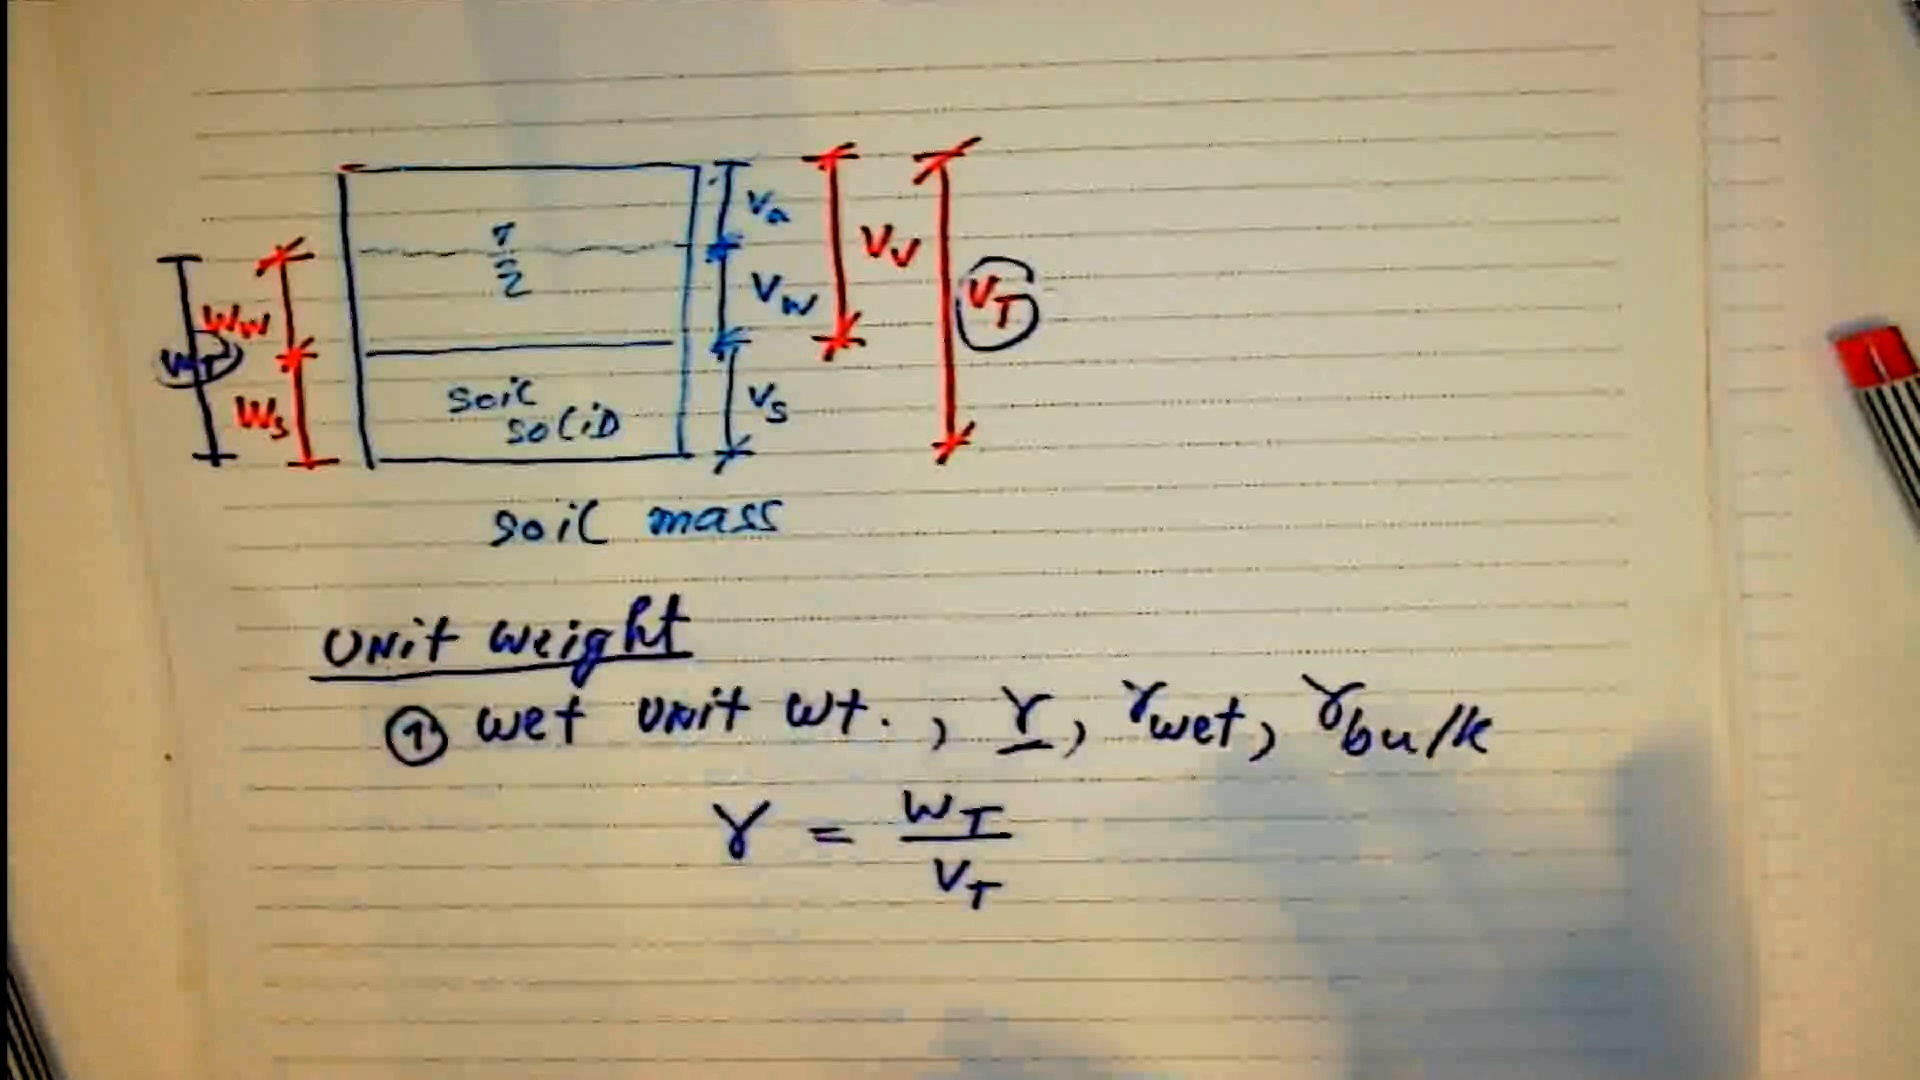 Va
Vw
Vv
VT
Ww
WT
Ws
Vs
soil
solid
soil mass
Unit weight
① wet unit wt., γ, γwet, γbulk
γ = WT / VT